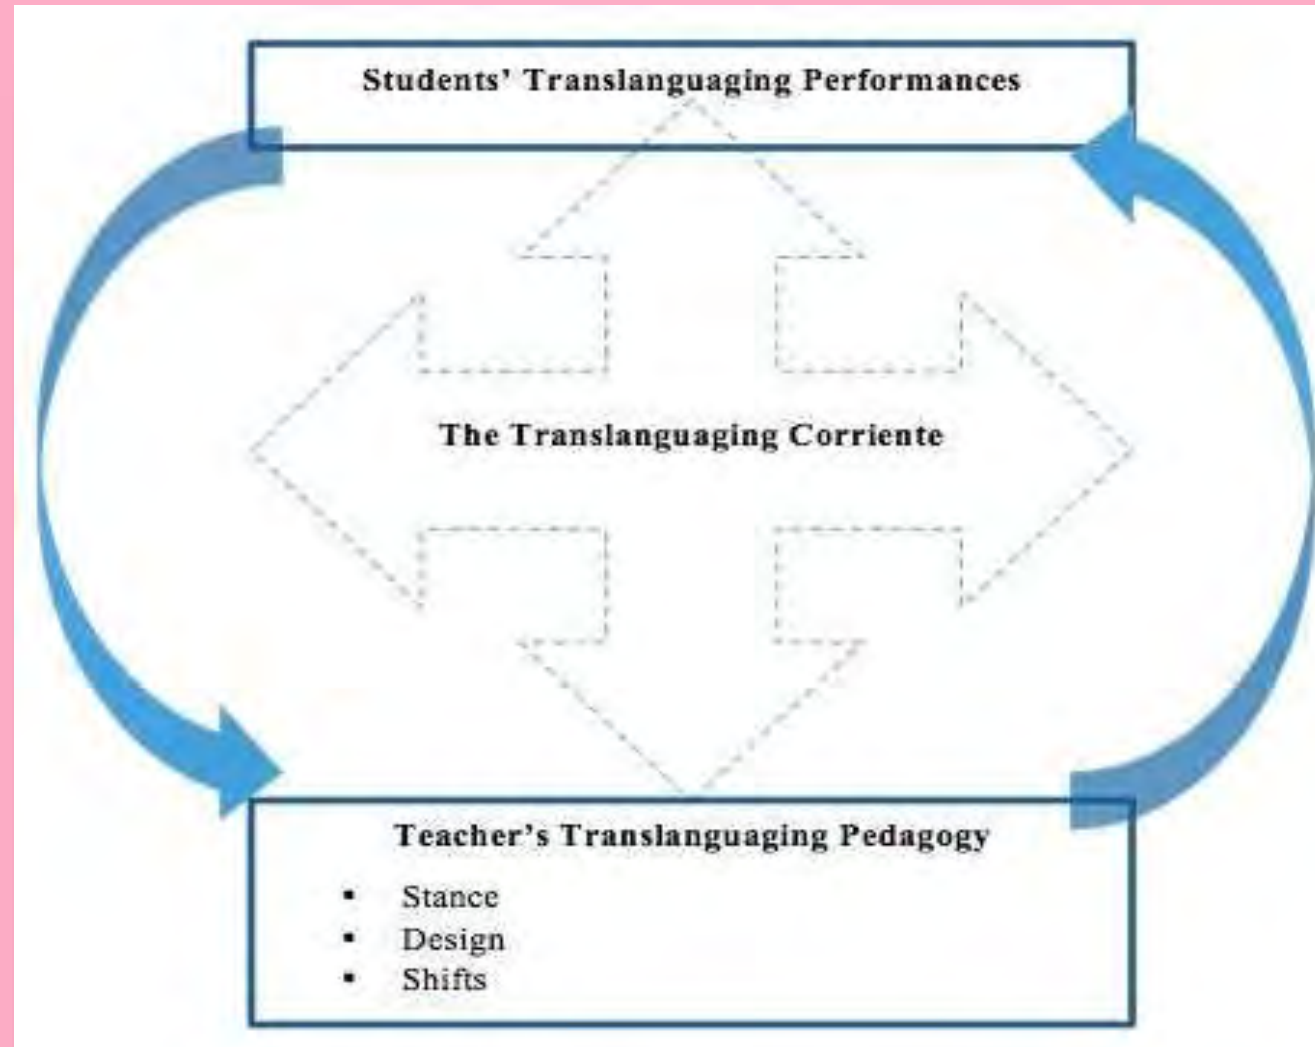 Students’ Translanguaging Performances
The Translanguaging Corriente
Teacher’s Translanguaging Pedagogy
▪ Stance
▪ Design
▪ Shifts